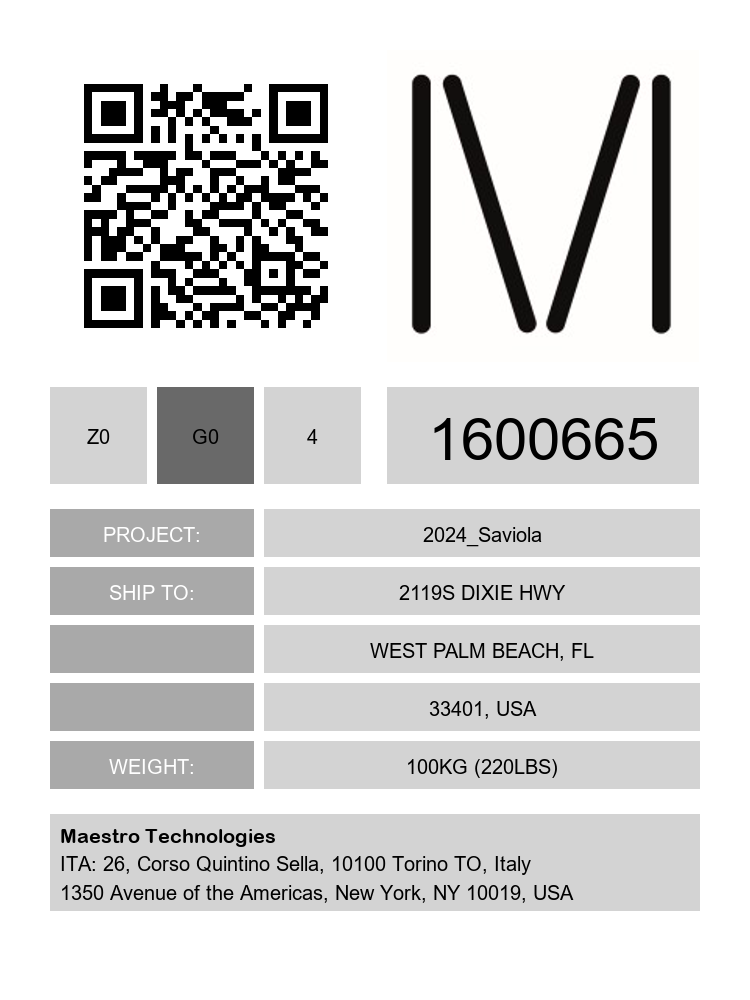 M
Z0 G0 4 1600665
PROJECT: 2024_Saviola
SHIP TO: 2119S DIXIE HWY
WEST PALM BEACH, FL
33401, USA
WEIGHT: 100KG (220LBS)
Maestro Technologies
ITA: 26, Corso Quintino Sella, 10100 Torino TO, Italy
1350 Avenue of the Americas, New York, NY 10019, USA